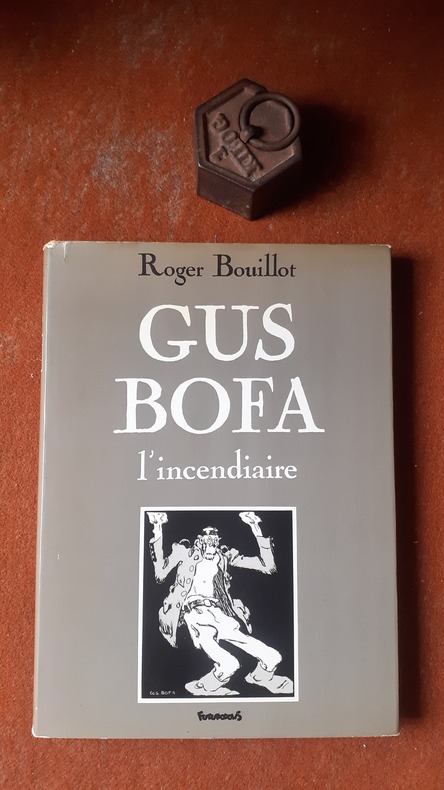 Roger Bouillot
GUS
BOFA
l'incendiaire
GUS BOFA
FUTUROPOLIS